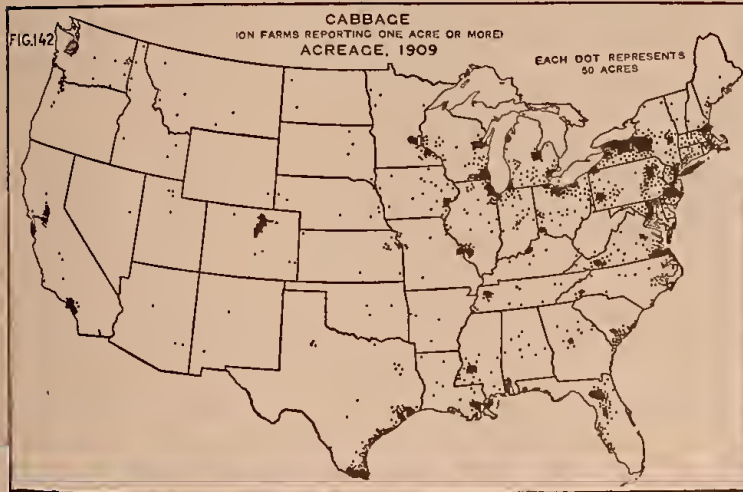 FIG.142
CABBAGE
(ON FARMS REPORTING ONE ACRE OR MORE)
ACREAGE, 1909
EACH DOT REPRESENTS
50 ACRES